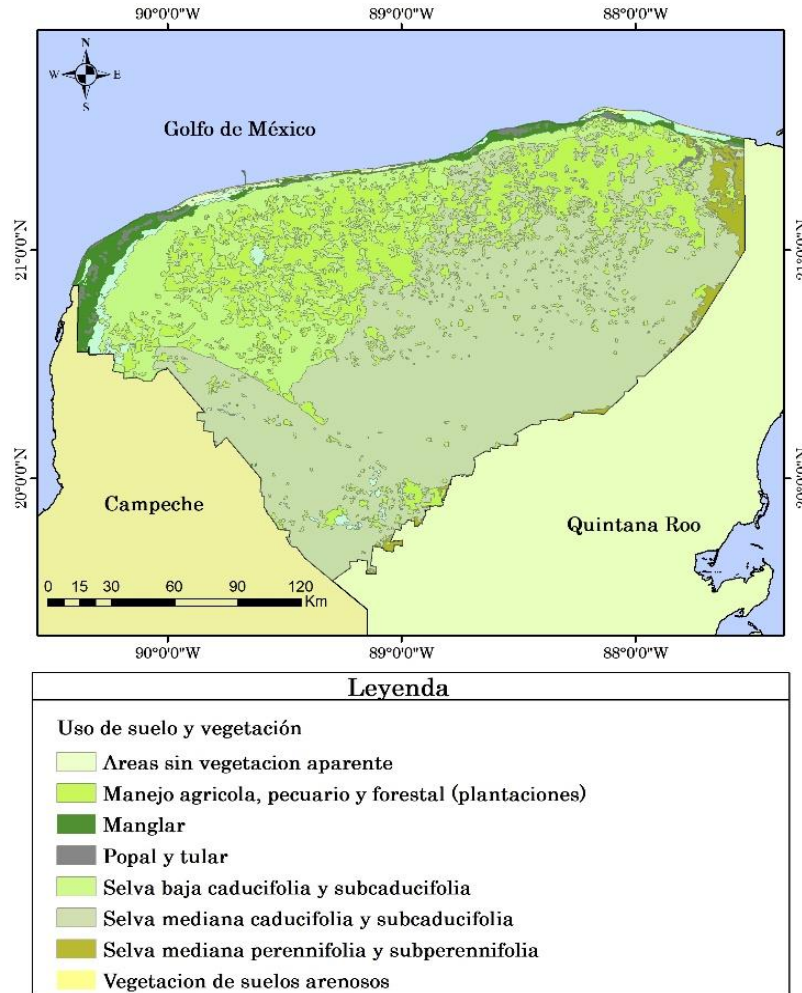 90°0'0"W 89°0'0"W 88°0'0"W
N
W E
S
Golfo de México
21°0'0"N 21°0'0"N
20°0'0"N 20°0'0"N
Campeche
Quintana Roo
0 15 30 60 90 120
Km
90°0'0"W 89°0'0"W 88°0'0"W
Leyenda
Uso de suelo y vegetación
Areas sin vegetacion aparente
Manejo agricola, pecuario y forestal (plantaciones)
Manglar
Popal y tular
Selva baja caducifolia y subcaducifolia
Selva mediana caducifolia y subcaducifolia
Selva mediana perennifolia y subperennifolia
Vegetacion de suelos arenosos